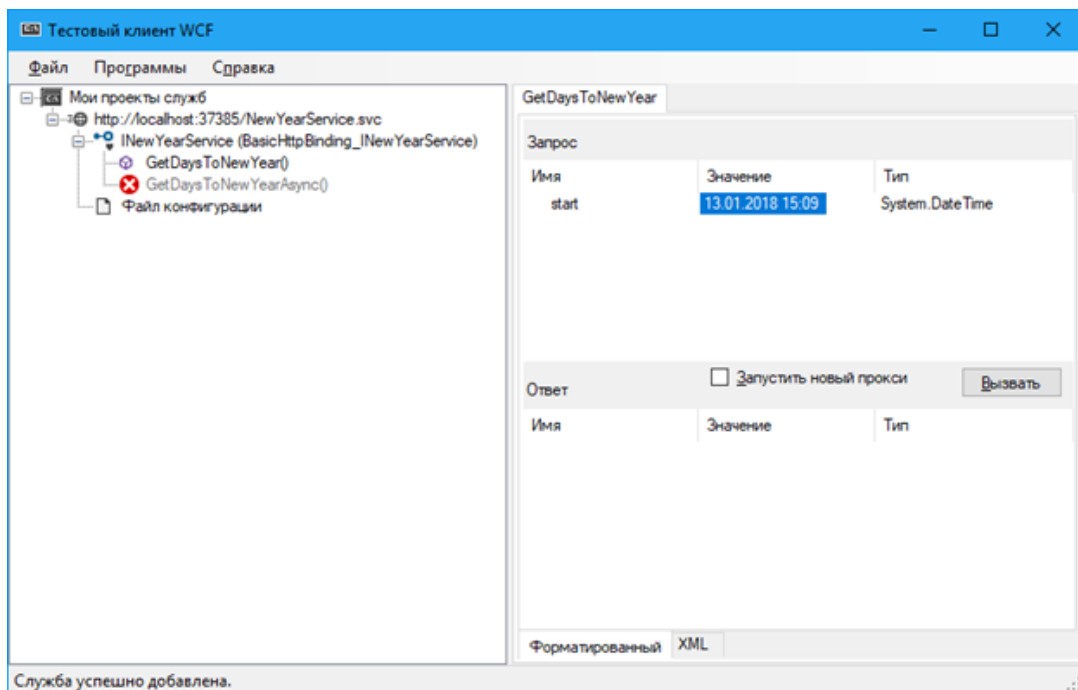 Тестовый клиент WCF
Файл Программы Справка
Мои проекты служб
http://localhost:37385/NewYearService.svc
INewYearService (BasicHttpBinding_INewYearService)
GetDaysToNewYear()
GetDaysToNewYearAsync()
Файл конфигурации
GetDaysToNewYear
Запрос
Имя Значение Тип
start 13.01.2018 15:09 System.DateTime
Ответ
Запустить новый прокси
Вызвать
Имя Значение Тип
Форматированный XML
Служба успешно добавлена.